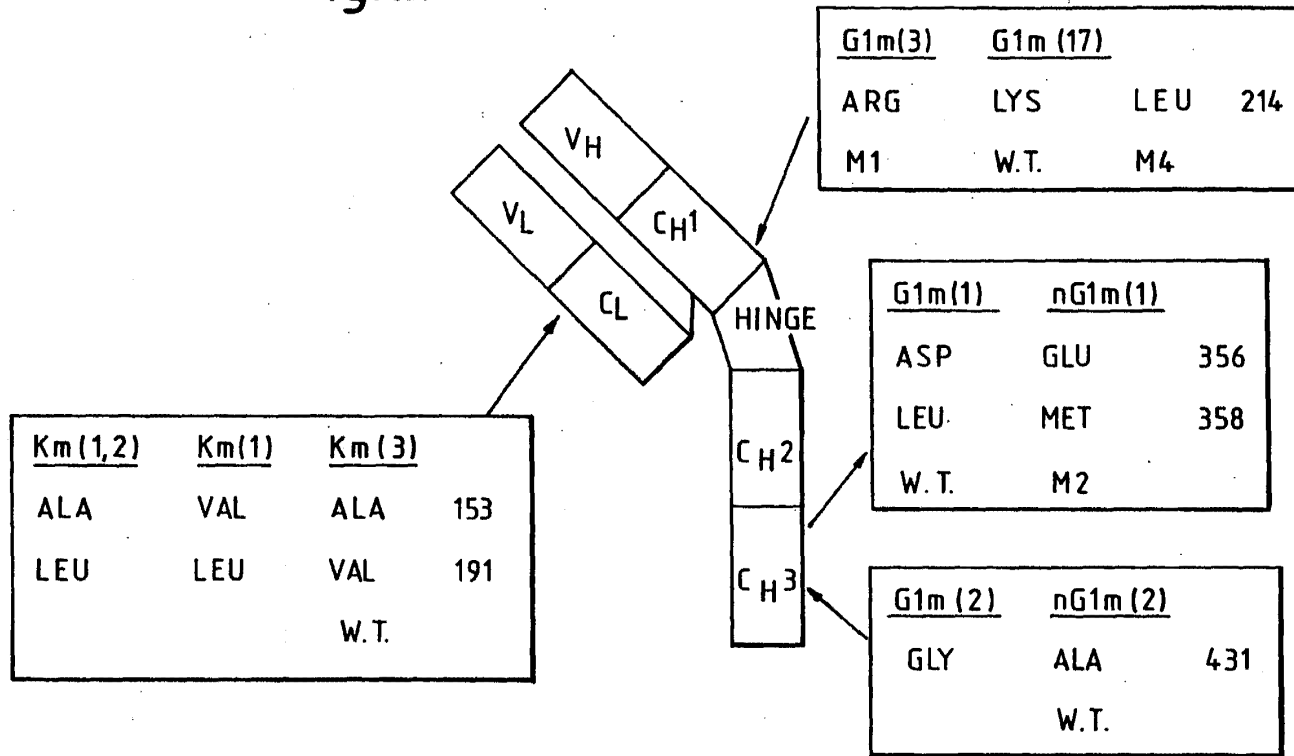 G1m(3) G1m (17)
ARG LYS LEU 214
M1 W.T. M4
VH
CH1
VL
CL
HINGE
G1m(1) nG1m(1)
ASP GLU 356
LEU MET 358
W.T. M2
CH2
CH3
Km(1,2) Km(1) Km(3)
ALA VAL ALA 153
LEU LEU VAL 191
W.T.
G1m(2) nG1m(2)
GLY ALA 431
W.T.